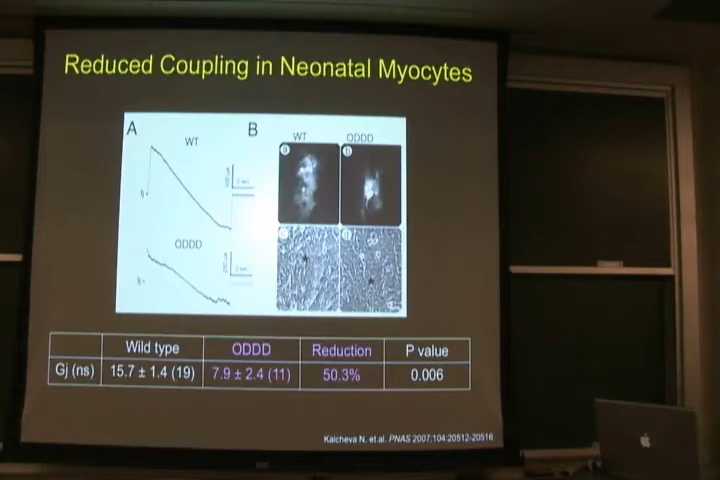 Reduced Coupling in Neonatal Myocytes
A
B
WT
WT
ODDD
a
b
Ij
ODDD
c
d
Ij
Wild type ODDD Reduction P value
Gj (ns) 15.7 ± 1.4 (19) 7.9 ± 2.4 (11) 50.3% 0.006
Kalcheva N. et.al. PNAS 2007;104:20512-20516